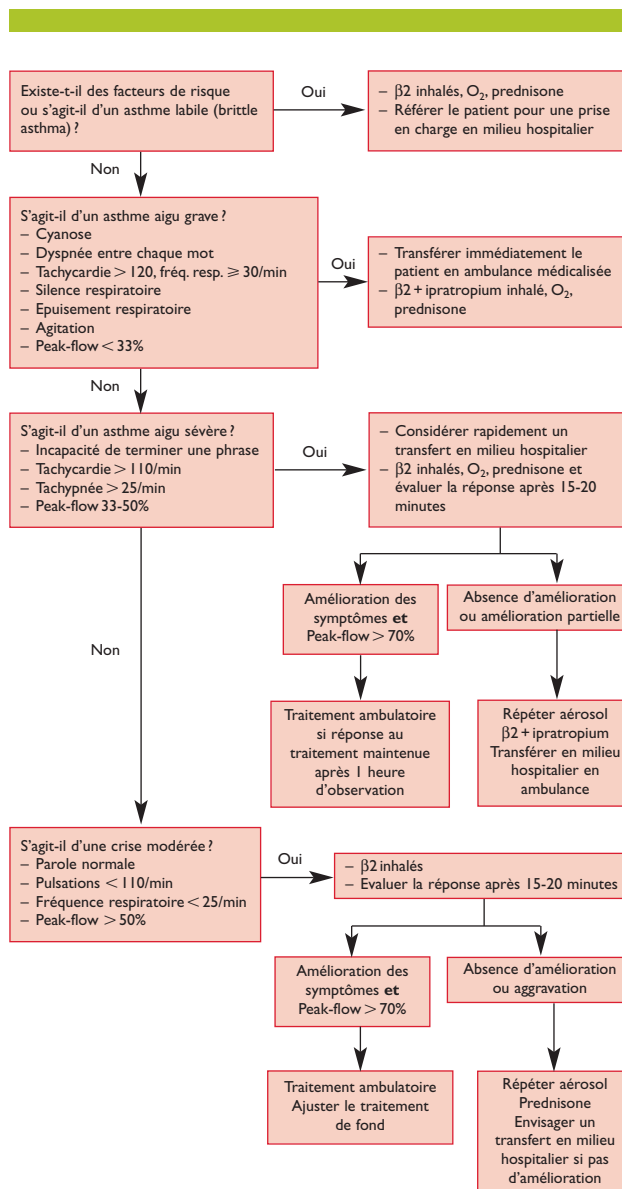 Existe-t-il des facteurs de risque
ou s'agit-il d'un asthme labile (brittle
asthma) ?
Oui
– β2 inhalés, O₂, prednisone
– Référer le patient pour une prise
en charge en milieu hospitalier
Non
S'agit-il d'un asthme aigu grave ?
– Cyanose
– Dyspnée entre chaque mot
– Tachycardie > 120, fréq. resp. ≥ 30/min
– Silence respiratoire
– Epuisement respiratoire
– Agitation
– Peak-flow < 33%
Oui
– Transférer immédiatement le
patient en ambulance médicalisée
– β2 + ipratropium inhalé, O₂,
prednisone
Non
S'agit-il d'un asthme aigu sévère ?
– Incapacité de terminer une phrase
– Tachycardie > 110/min
– Tachypnée > 25/min
– Peak-flow 33-50%
Oui
– Considérer rapidement un
transfert en milieu hospitalier
– β2 inhalés, O₂, prednisone et
évaluer la réponse après 15-20
minutes
Amélioration des
symptômes et
Peak-flow > 70%
Absence d'amélioration
ou amélioration partielle
Non
Traitement ambulatoire
si réponse au
traitement maintenue
après 1 heure
d'observation
Répéter aérosol
β2 + ipratropium
Transférer en milieu
hospitalier en
ambulance
S'agit-il d'une crise modérée ?
– Parole normale
– Pulsations < 110/min
– Fréquence respiratoire < 25/min
– Peak-flow > 50%
Oui
– β2 inhalés
– Evaluer la réponse après 15-20 minutes
Amélioration des
symptômes et
Peak-flow > 70%
Absence d'amélioration
ou aggravation
Traitement ambulatoire
Ajuster le traitement
de fond
Répéter aérosol
Prednisone
Envisager un
transfert en milieu
hospitalier si pas
d'amélioration